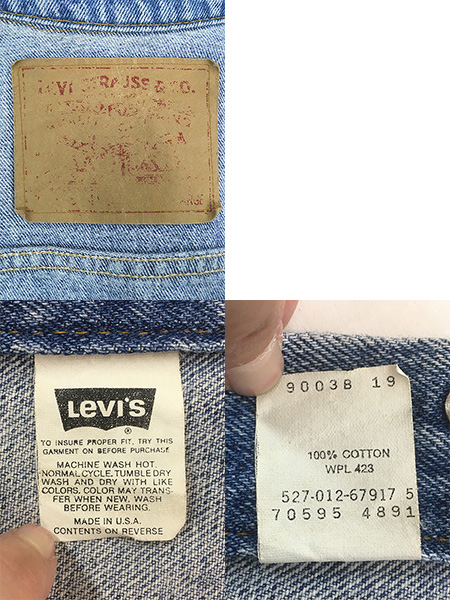 LEVI STRAUSS & CO.
LEVI'S
®
TO INSURE PROPER FIT, TRY THIS
GARMENT ON BEFORE PURCHASE
MACHINE WASH HOT
NORMAL CYCLE. TUMBLE DRY
WASH AND DRY WITH LIKE
COLORS. COLOR MAY TRANS-
FER WHEN NEW. WASH
BEFORE WEARING.
MADE IN U.S.A.
CONTENTS ON REVERSE
9003B 19
100% COTTON
WPL 423
527-012-67917 5
70595 4891